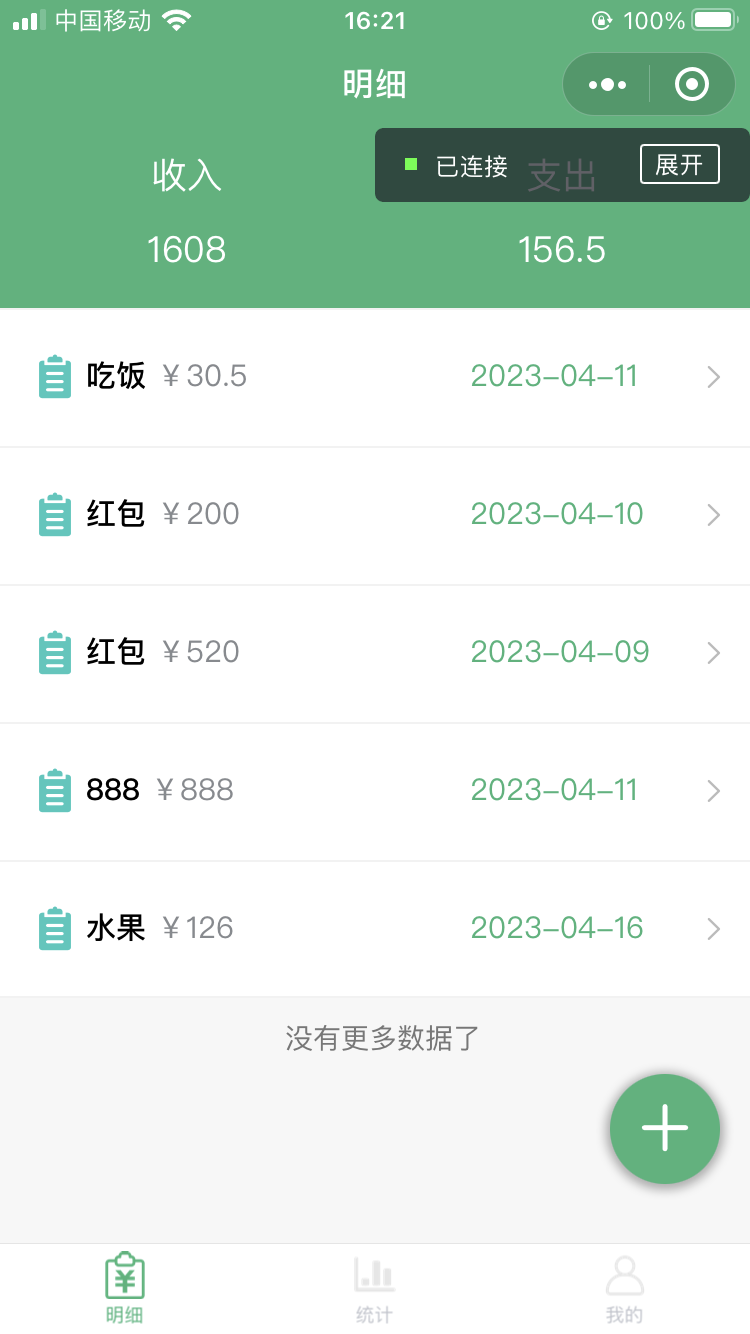 中国移动 16:21 100%
明细
已连接 展开
收入 支出
1608 156.5
吃饭 ¥30.5 2023-04-11
红包 ¥200 2023-04-10
红包 ¥520 2023-04-09
888 ¥888 2023-04-11
水果 ¥126 2023-04-16
没有更多数据了
明细 统计 我的